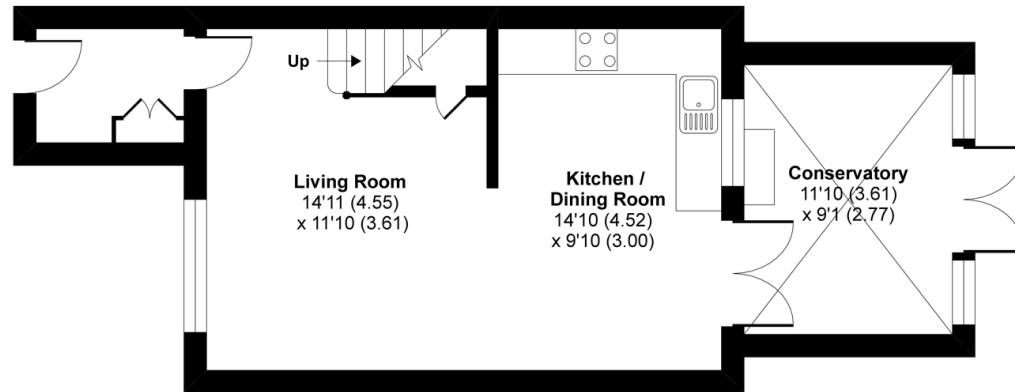 Up
Living Room
14'11 (4.55)
x 11'10 (3.61)
Kitchen /
Dining Room
14'10 (4.52)
x 9'10 (3.00)
Conservatory
11'10 (3.61)
x 9'1 (2.77)